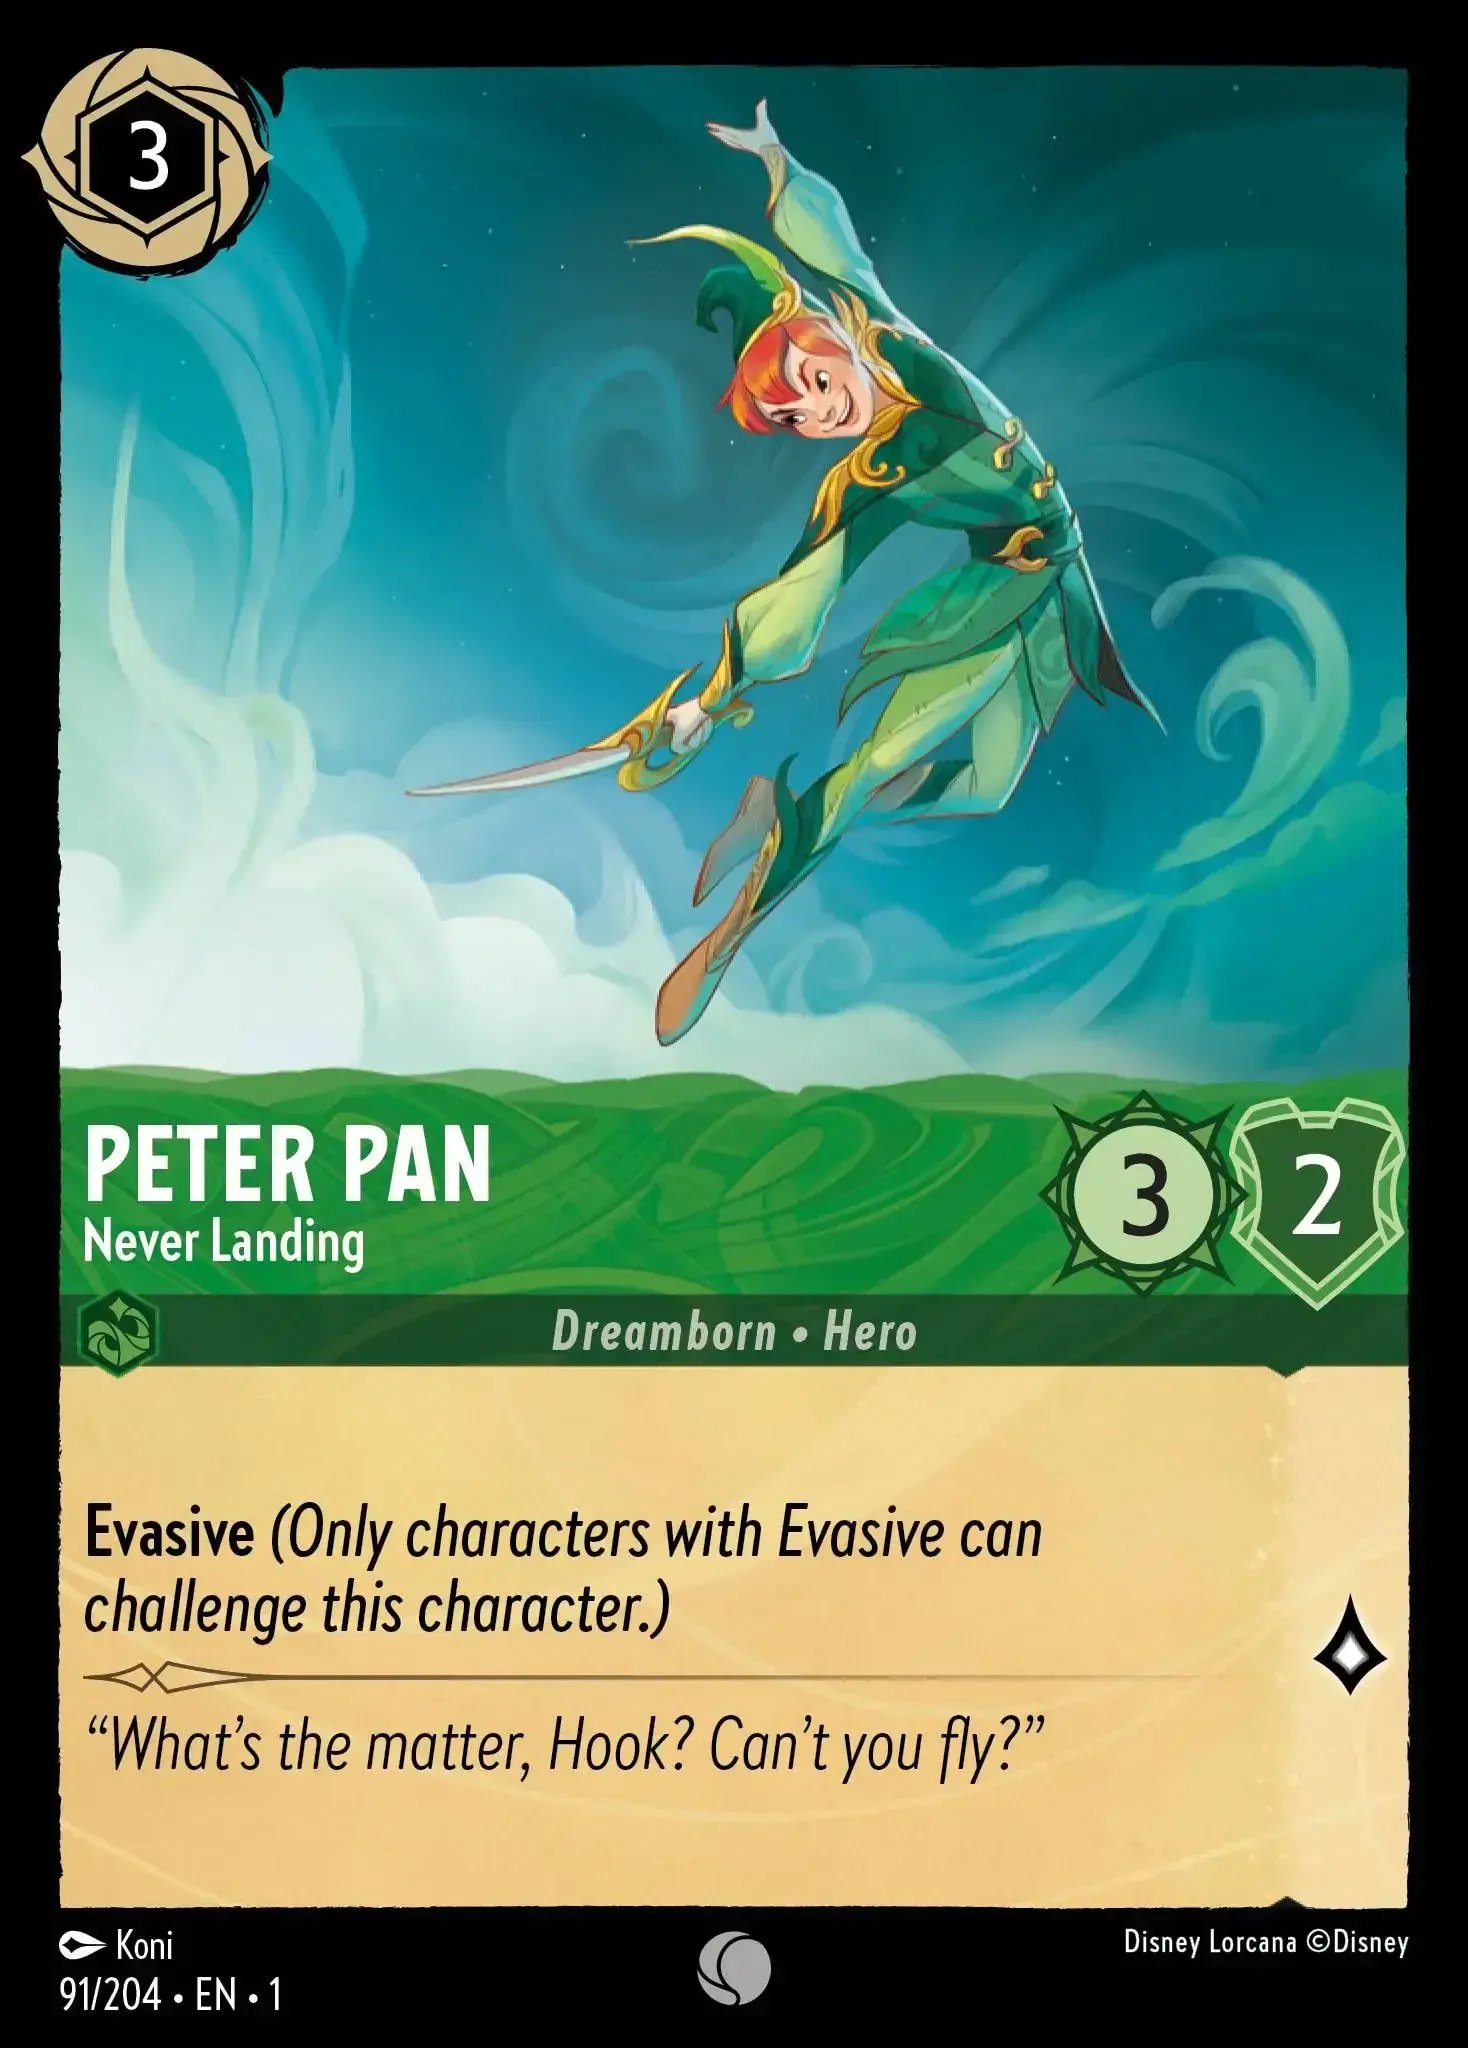 3
PETER PAN
Never Landing
3
2
Dreamborn • Hero
Evasive (Only characters with Evasive can
challenge this character.)
“What’s the matter, Hook? Can’t you fly?”
Koni
Disney Lorcana ©Disney
91/204 • EN • 1